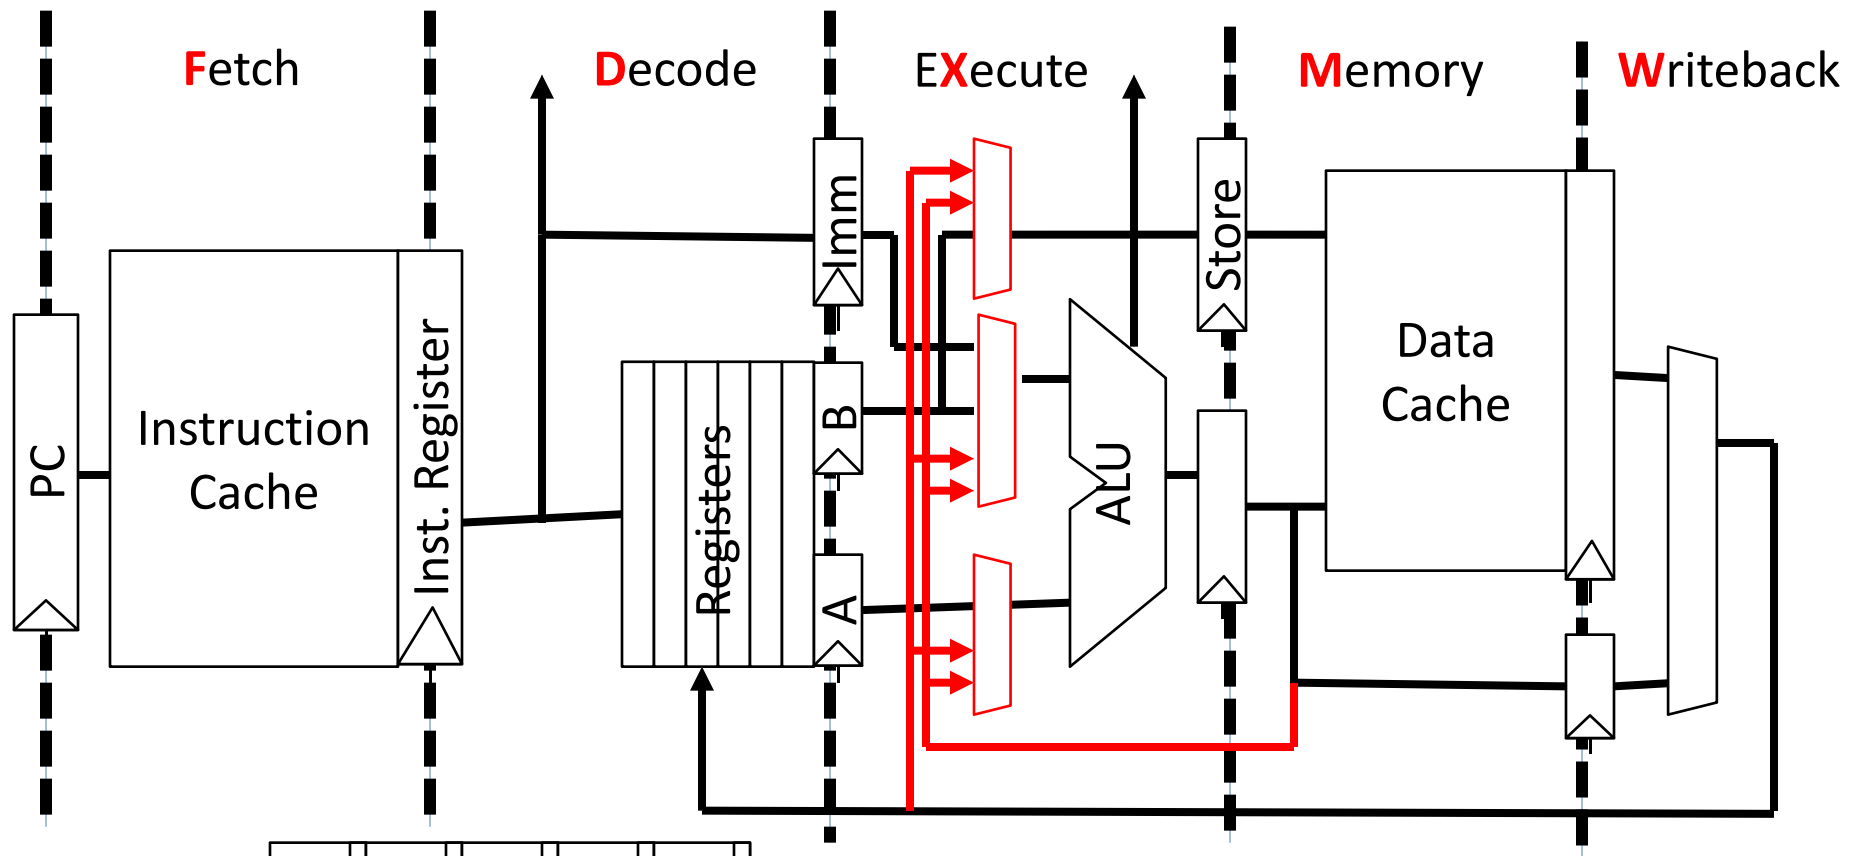 Fetch
Decode
EXecute
Memory
Writeback
PC
Instruction
Cache
Inst. Register
Registers
Imm
B
A
ALU
Store
Data
Cache